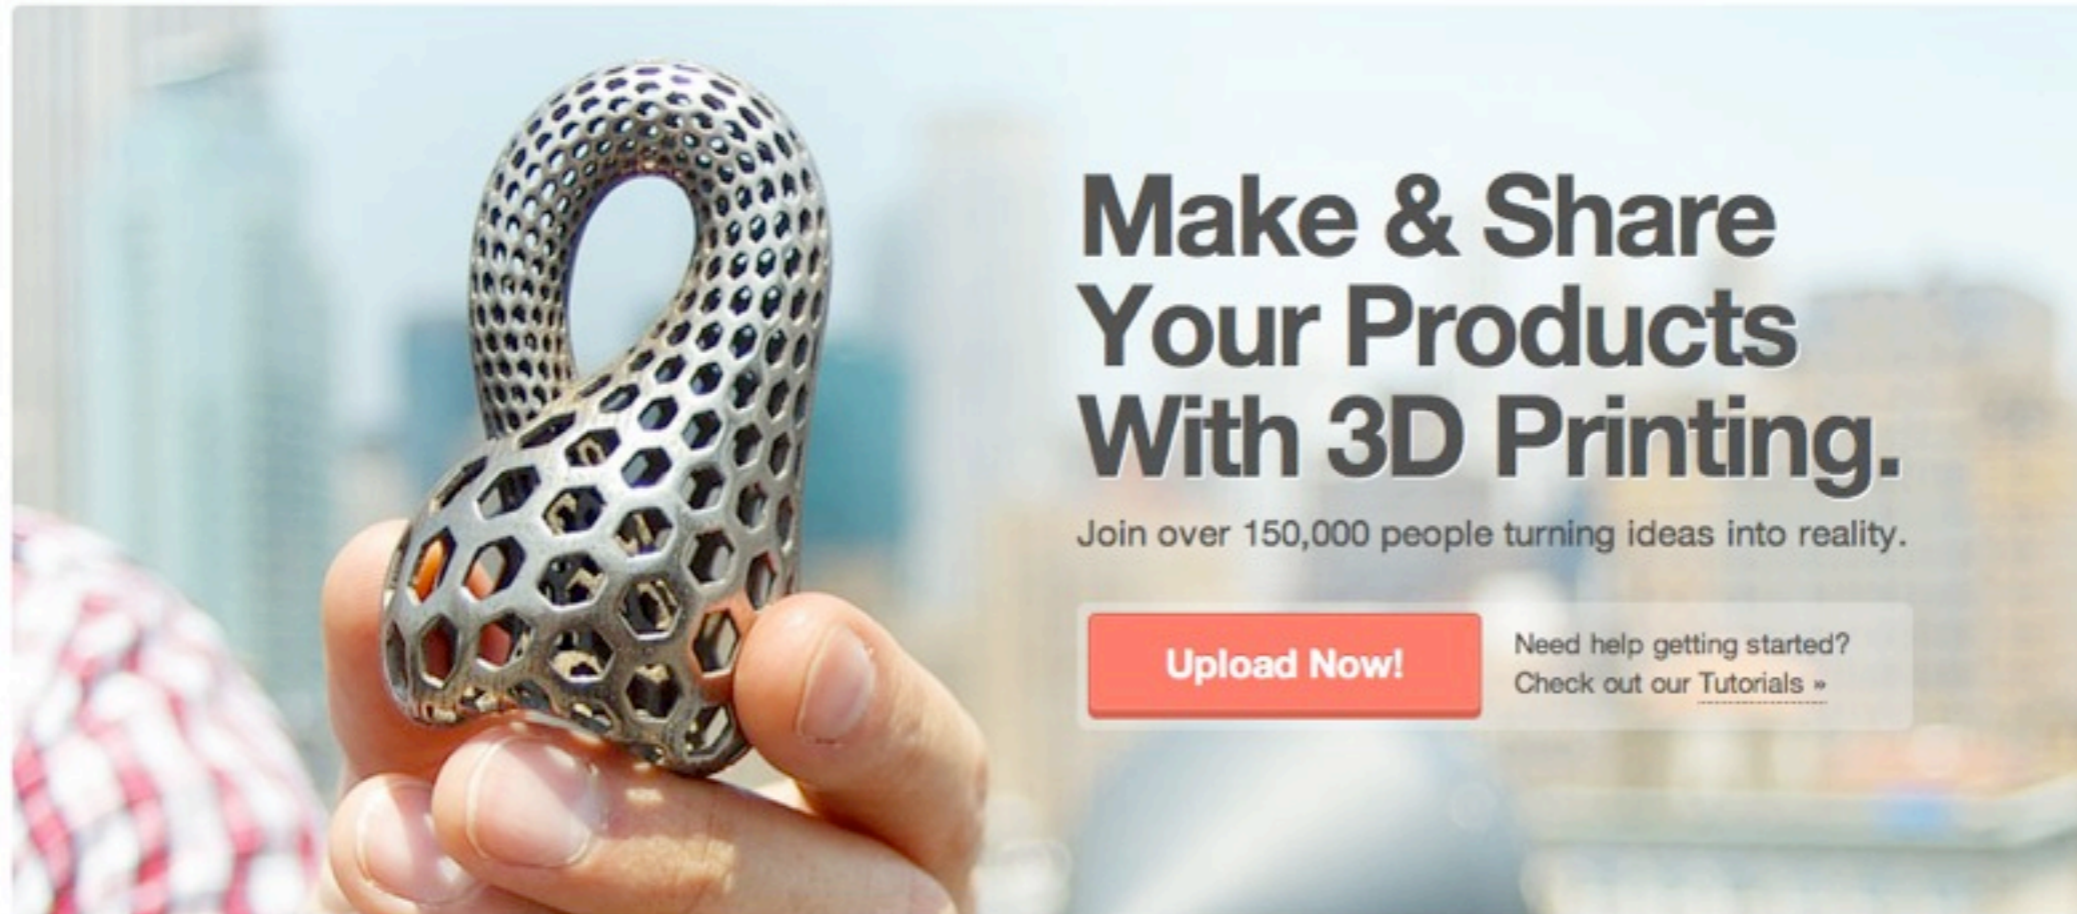 Make & Share
Your Products
With 3D Printing.
Join over 150,000 people turning ideas into reality.
Upload Now!
Need help getting started?
Check out our Tutorials »